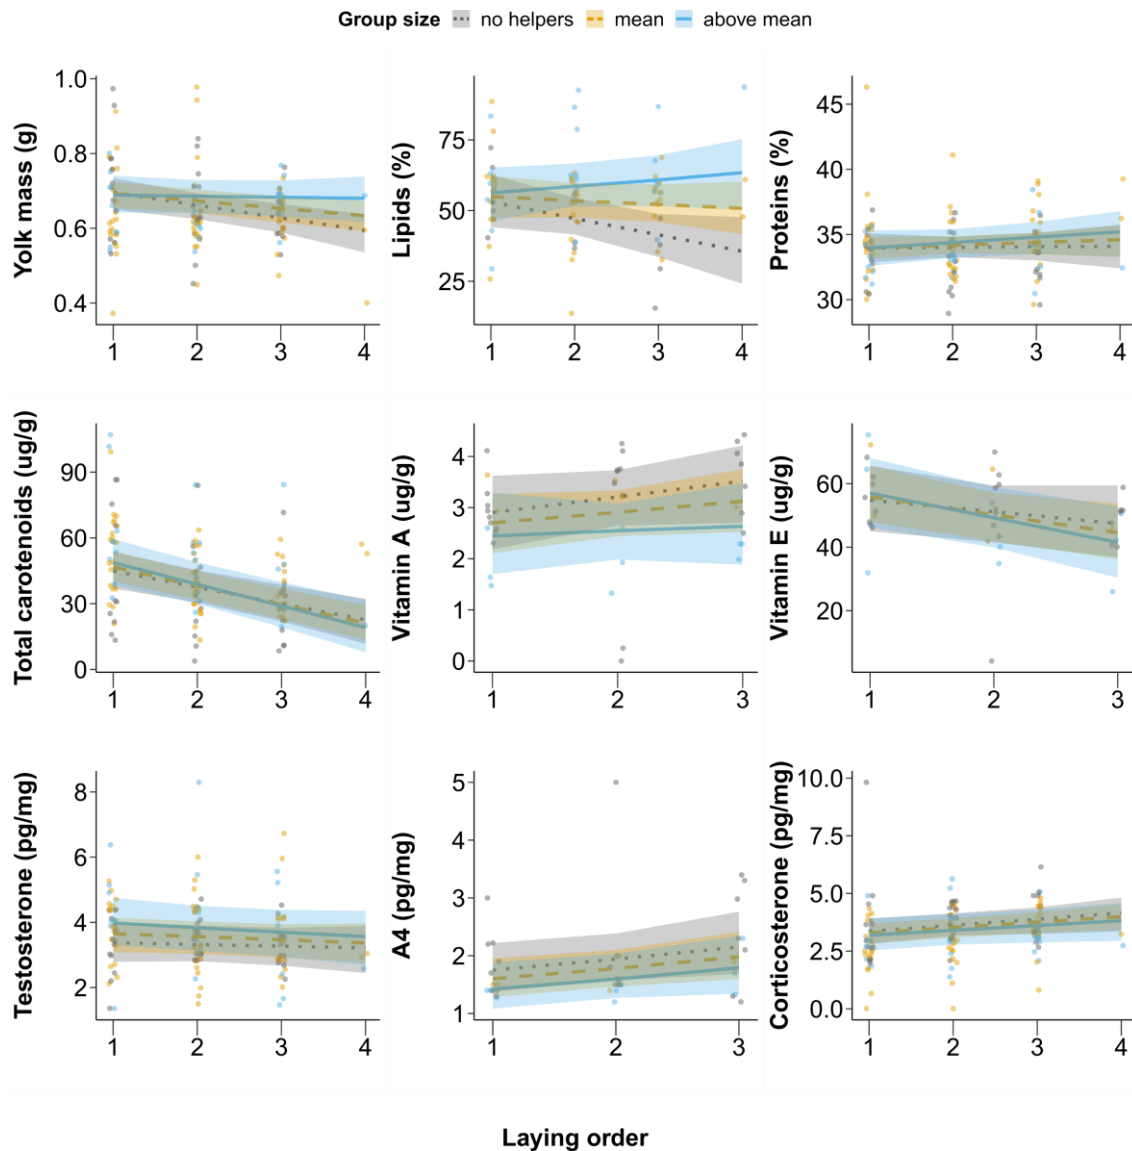 Group size no helpers mean above mean
Yolk mass (g)
1.0
0.8
0.6
0.4
1 2 3 4
Lipids (%)
75
50
25
1 2 3 4
Proteins (%)
45
40
35
30
1 2 3 4
Total carotenoids (ug/g)
90
60
30
0
1 2 3 4
Vitamin A (ug/g)
4
3
2
1
0
1 2 3
Vitamin E (ug/g)
60
40
20
1 2 3
Testosterone (pg/mg)
8
6
4
2
1 2 3 4
A4 (pg/mg)
5
4
3
2
1
1 2 3
Corticosterone (pg/mg)
10.0
7.5
5.0
2.5
0.0
1 2 3 4
Laying order